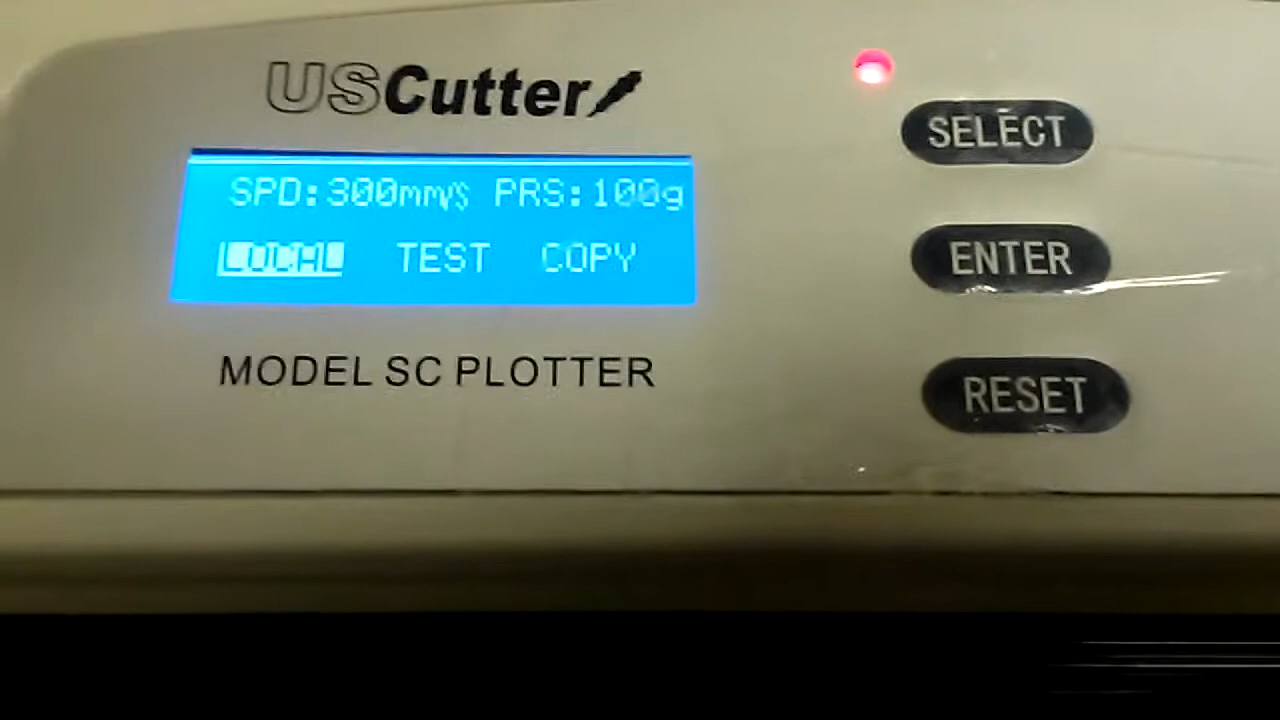 USCutter
SPD:300mm/s PRS:100g
LOCAL TEST COPY
MODEL SC PLOTTER
SELECT
ENTER
RESET